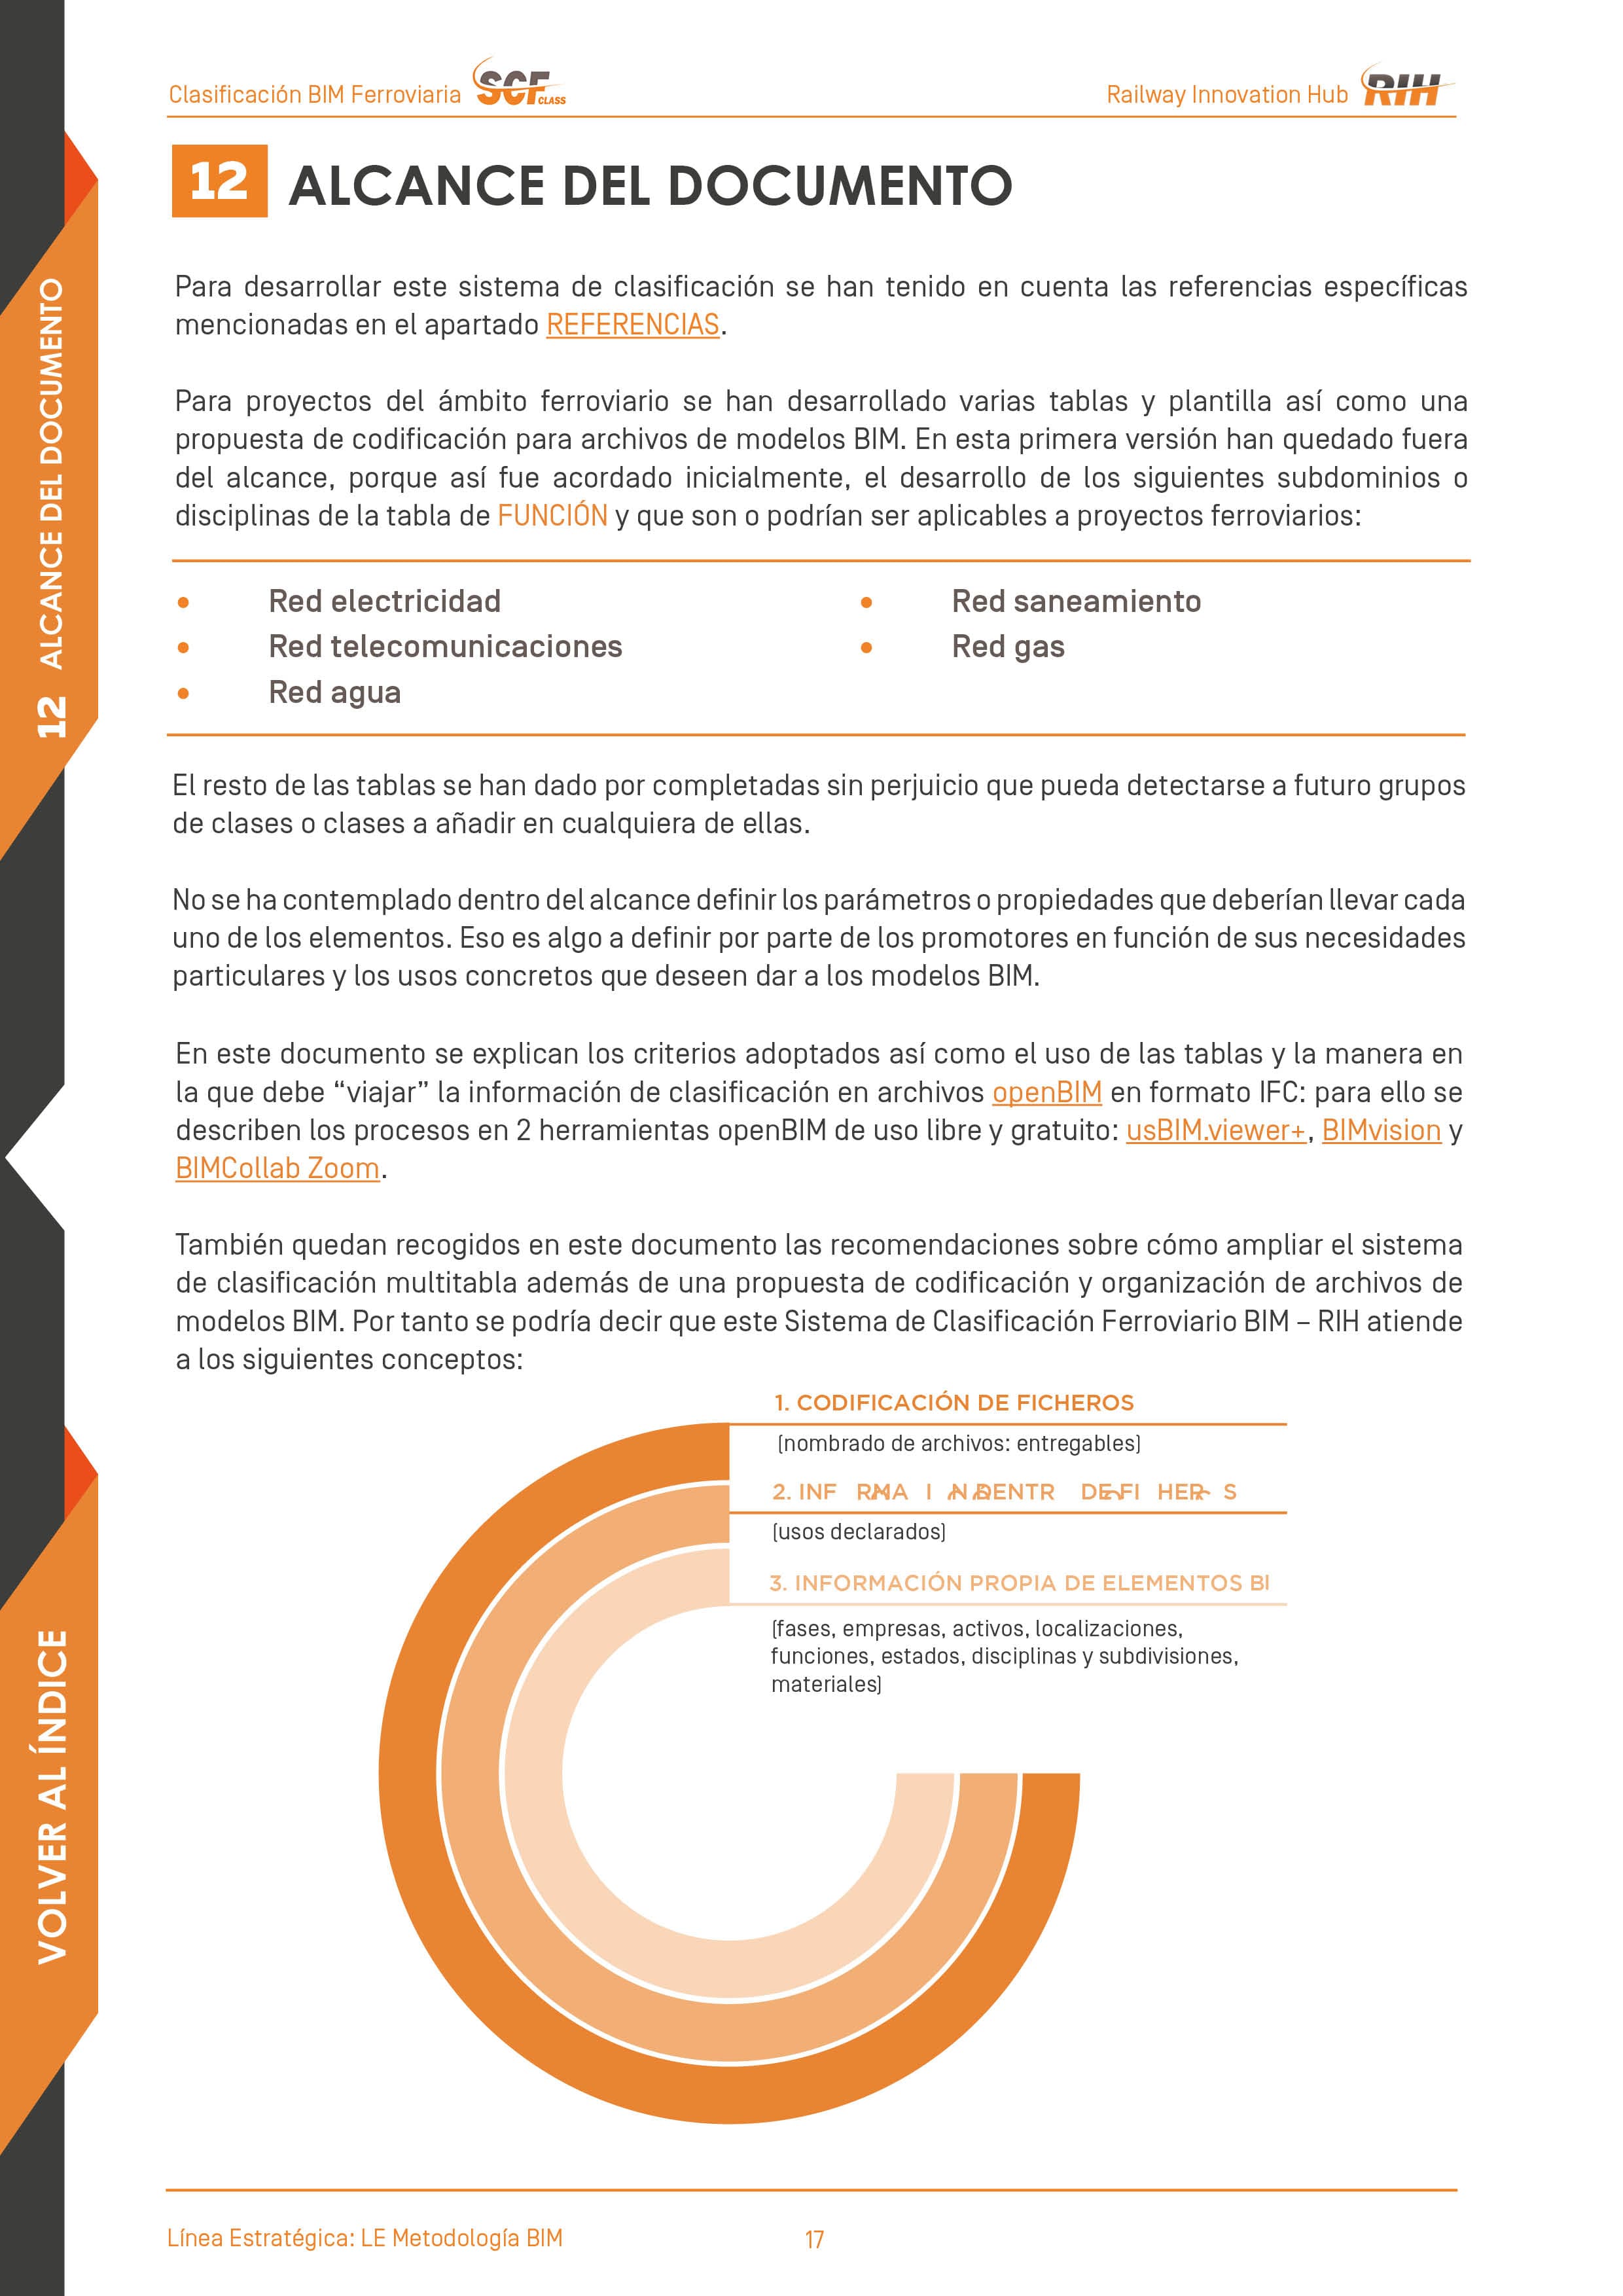 Clasificación BIM Ferroviaria SCF CLASS
Railway Innovation Hub RIH
12 ALCANCE DEL DOCUMENTO
Para desarrollar este sistema de clasificación se han tenido en cuenta las referencias específicas
mencionadas en el apartado REFERENCIAS.
Para proyectos del ámbito ferroviario se han desarrollado varias tablas y plantilla así como una
propuesta de codificación para archivos de modelos BIM. En esta primera versión han quedado fuera
del alcance, porque así fue acordado inicialmente, el desarrollo de los siguientes subdominios o
disciplinas de la tabla de FUNCIÓN y que son o podrían ser aplicables a proyectos ferroviarios:
• Red electricidad
• Red telecomunicaciones
• Red agua
• Red saneamiento
• Red gas
El resto de las tablas se han dado por completadas sin perjuicio que pueda detectarse a futuro grupos
de clases o clases a añadir en cualquiera de ellas.
No se ha contemplado dentro del alcance definir los parámetros o propiedades que deberían llevar cada
uno de los elementos. Eso es algo a definir por parte de los promotores en función de sus necesidades
particulares y los usos concretos que deseen dar a los modelos BIM.
En este documento se explican los criterios adoptados así como el uso de las tablas y la manera en
la que debe “viajar” la información de clasificación en archivos openBIM en formato IFC: para ello se
describen los procesos en 2 herramientas openBIM de uso libre y gratuito: usBIM.viewer+, BIMvision y
BIMCollab Zoom.
También quedan recogidos en este documento las recomendaciones sobre cómo ampliar el sistema
de clasificación multitabla además de una propuesta de codificación y organización de archivos de
modelos BIM. Por tanto se podría decir que este Sistema de Clasificación Ferroviario BIM – RIH atiende
a los siguientes conceptos:
1. CODIFICACIÓN DE FICHEROS
(nombrado de archivos: entregables)
2.
(usos declarados)
3. INFORMACIÓN PROPIA DE ELEMENTOS BI
(fases, empresas, activos, localizaciones,
funciones, estados, disciplinas y subdivisiones,
materiales)
12 ALCANCE DEL DOCUMENTO
VOLVER AL ÍNDICE
Línea Estratégica: LE Metodología BIM
17